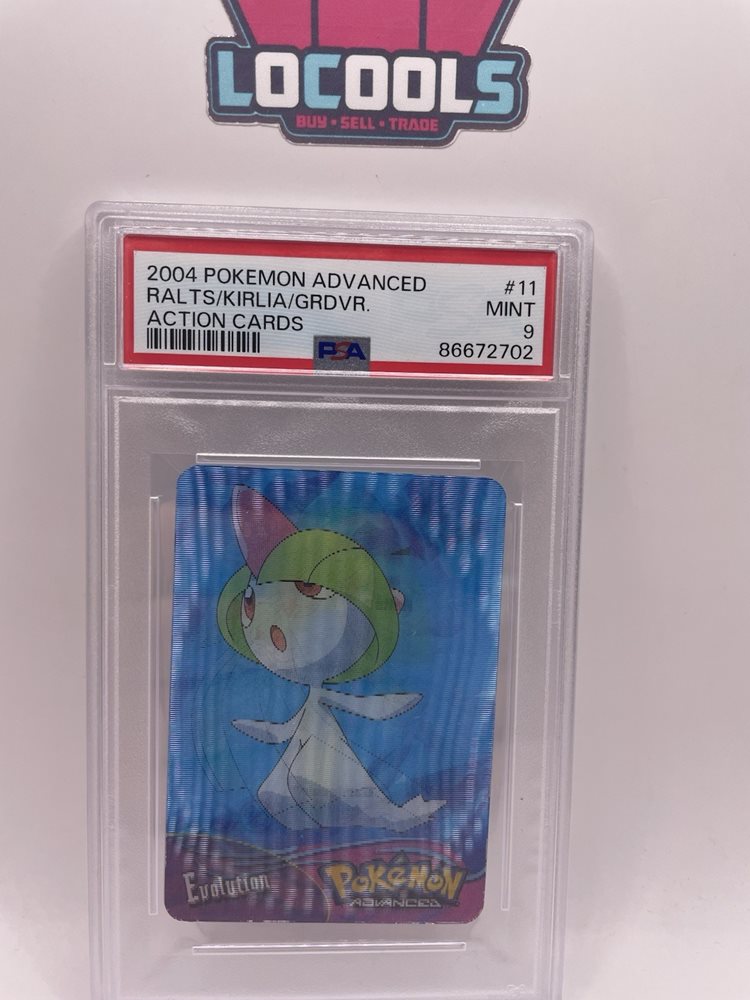 LOCOOLS
BUY • SELL • TRADE
2004 POKEMON ADVANCED #11
RALTS/KIRLIA/GRDVR. MINT
ACTION CARDS 9
PSA 86672702
Evolution
POKéMON
ADVANCED